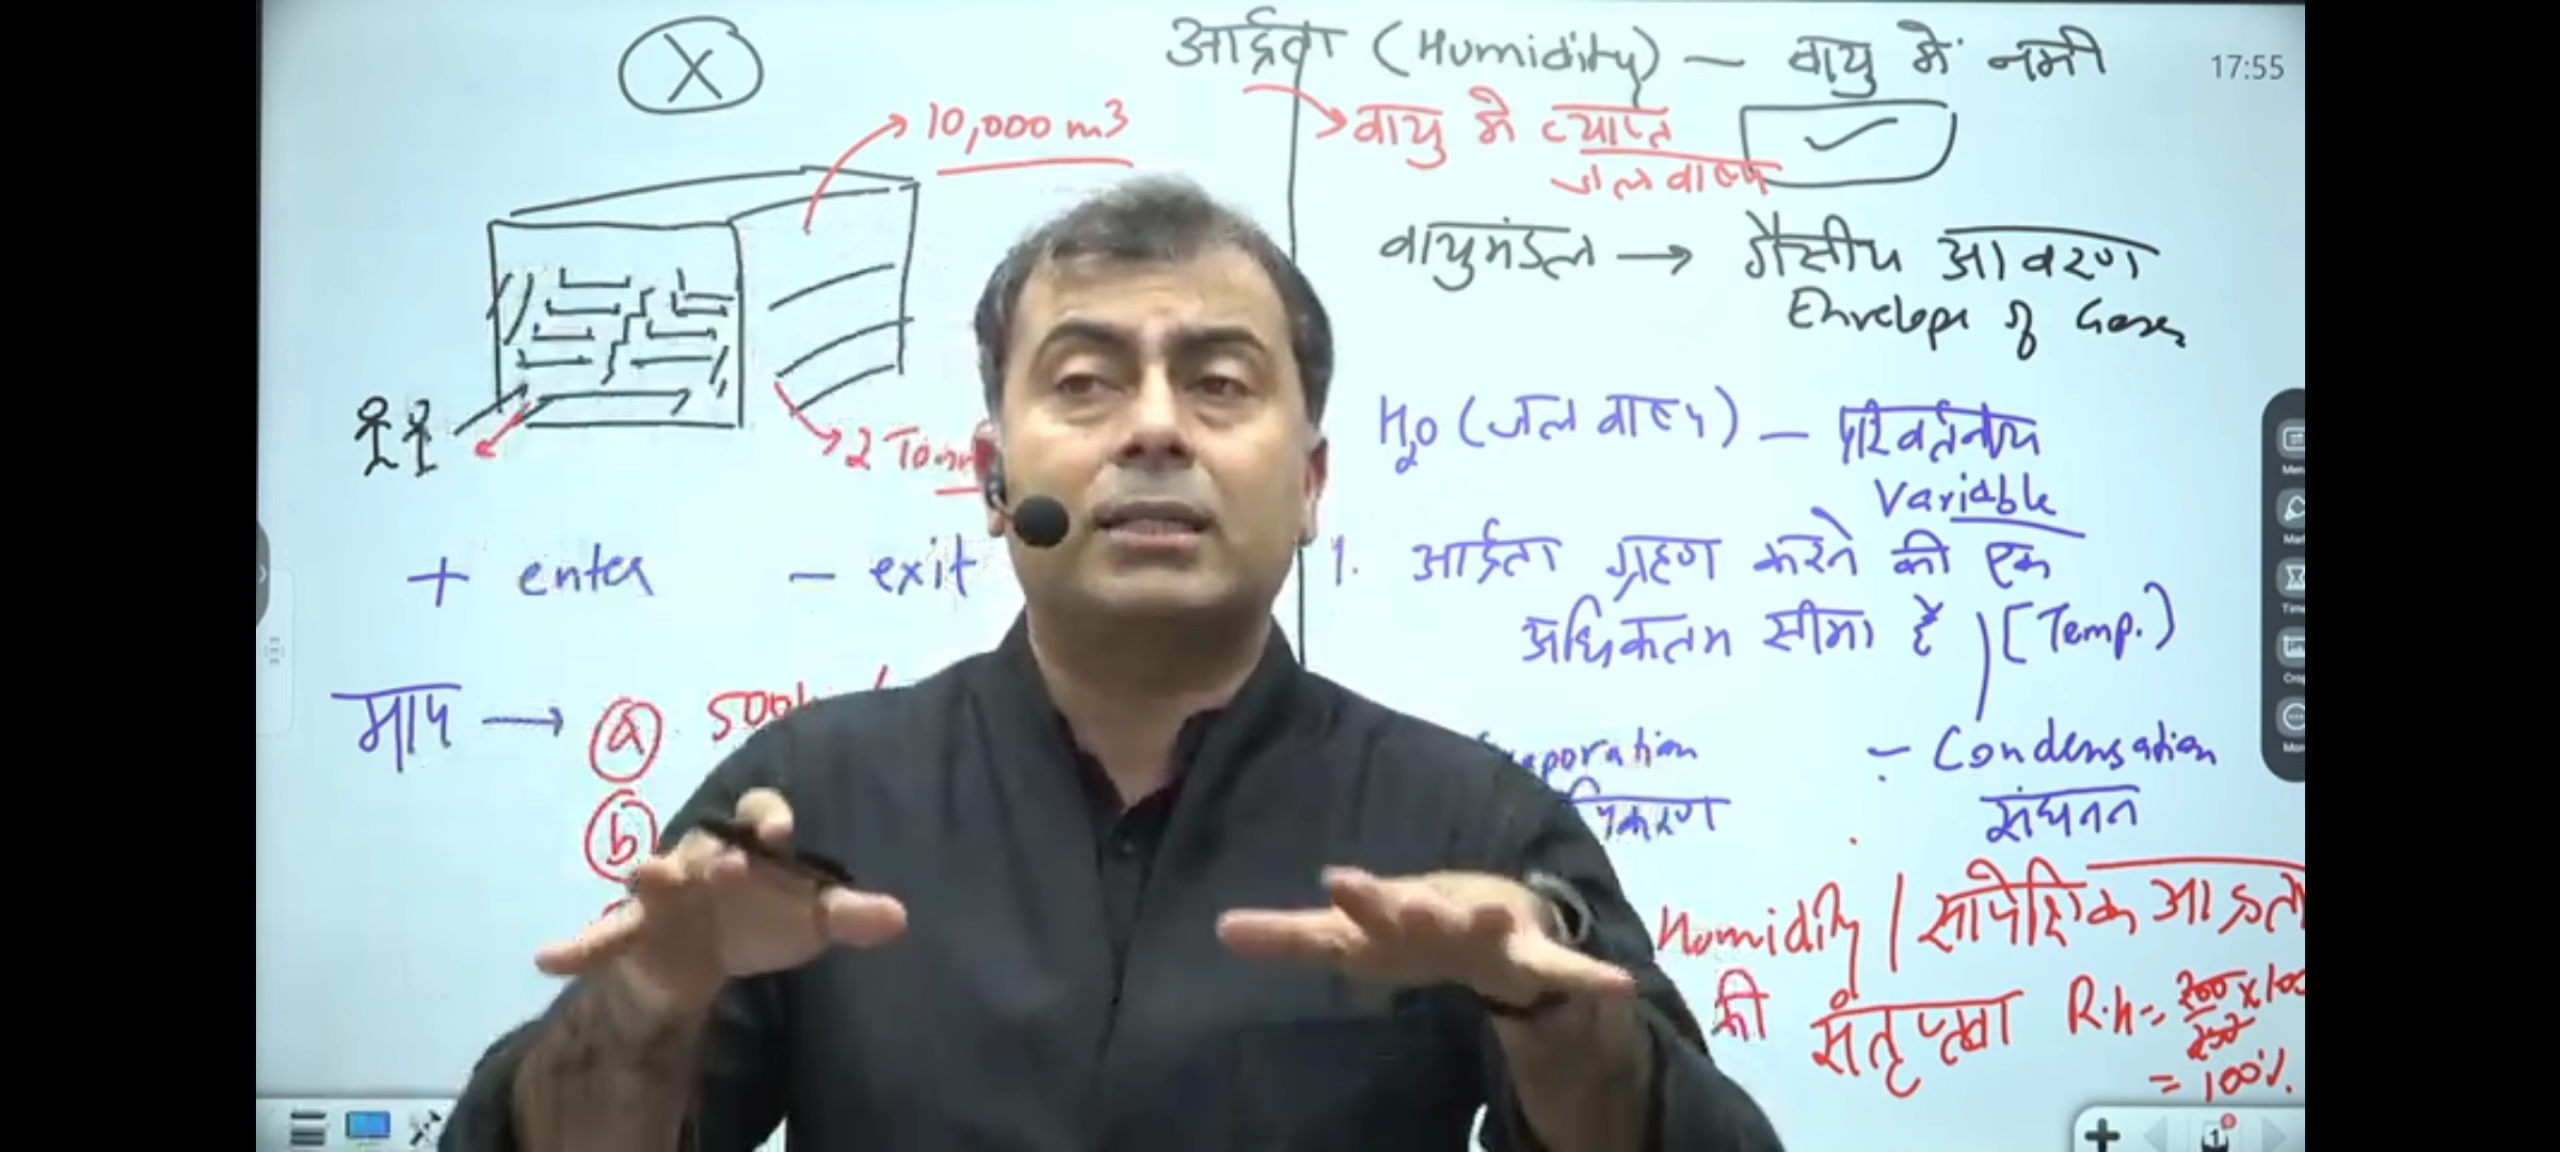 X
10,000 m3
2
+ enter - exit
माप → a
b
आर्द्रता (Humidity) - वायु में नमी
17:55
वायु मे व्याप्त
जलवाष्प
वायुमंडल → गैसीय आवरण
Envelope of Gases
H2O (जल वाष्प) - परिवर्तनीय
Variable
1. आर्द्रता ग्रहण करने की एक
अधिकतम सीमा है [Temp.)
- Condensation
संघनन
Humidity | सापेक्षिक आर्द्रता
की संतृप्तता R.h =
= 100%